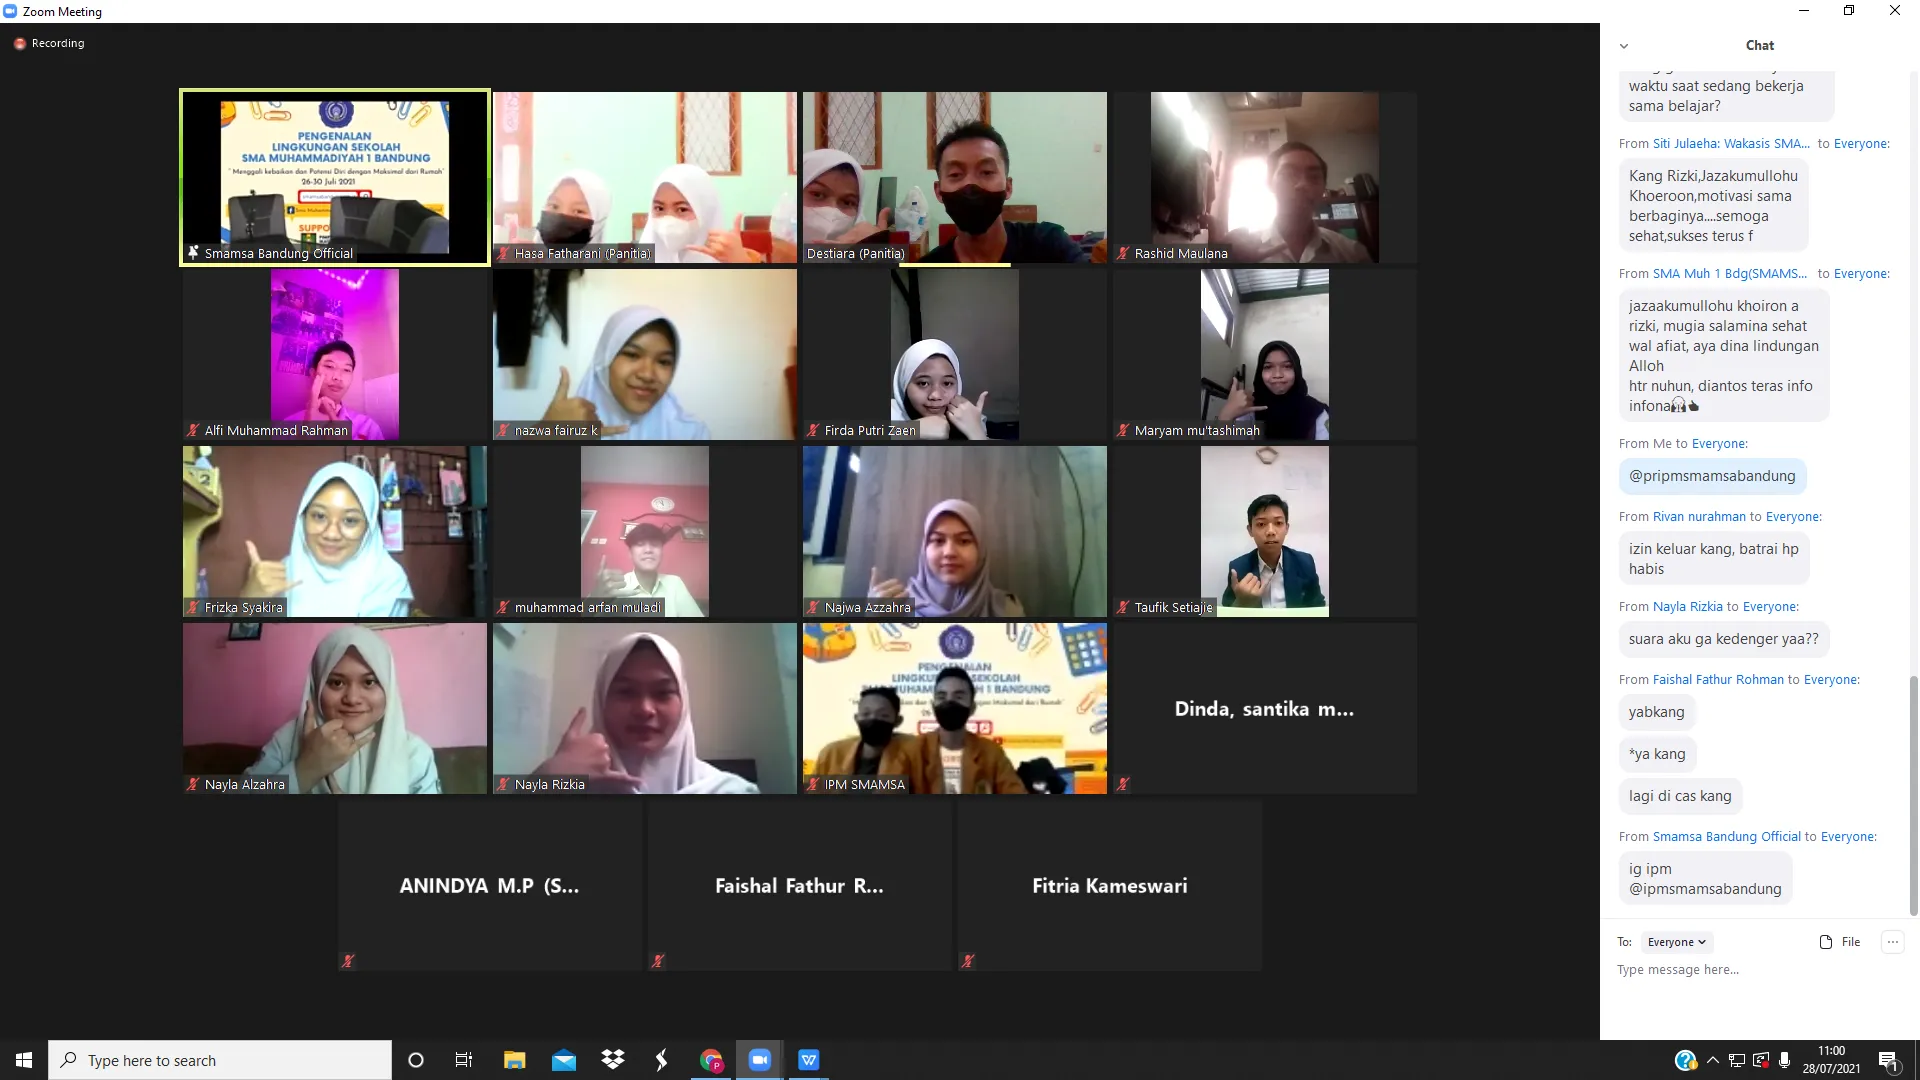 Zoom Meeting
Recording
PENGENALAN
LINGKUNGAN SEKOLAH
SMA MUHAMMADIYAH 1 BANDUNG
"Menggali kebaikan dan Potensi Diri dengan Maksimal dari Rumah"
26-30 Juli 2021
Smamsa Bandung Official
Hasa Fatharani (Panitia)
Destiara (Panitia)
Rashid Maulana
Alfi Muhammad Rahman
nazwa fairuz k
Firda Putri Zaen
Maryam mu'tashimah
Frizka Syakira
muhammad arfan muladi
Najwa Azzahra
Taufik Setiajie
Nayla Alzahra
Nayla Rizkia
PENGENALAN
SEKOLAH
1 BANDUNG
IPM SMAMSA
Dinda, santika m...
ANINDYA M.P (S...
Faishal Fathur R...
Fitria Kameswari
Chat
waktu saat sedang bekerja
sama belajar?
From Siti Julaeha: Wakasis SMA... to Everyone:
Kang Rizki,Jazakumullohu
Khoeroon,motivasi sama
berbaginya....semoga
sehat,sukses terus f
From SMA Muh 1 Bdg(SMAMS... to Everyone:
jazaakumullohu khoiron a
rizki, mugia salamina sehat
wal afiat, aya dina lindungan
Alloh
htr nuhun, diantos teras info
infona
From Me to Everyone:
@pripmsmamsabandung
From Rivan nurahman to Everyone:
izin keluar kang, batrai hp
habis
From Nayla Rizkia to Everyone:
suara aku ga kedenger yaa??
From Faishal Fathur Rohman to Everyone:
yabkang
*ya kang
lagi di cas kang
From Smamsa Bandung Official to Everyone:
ig ipm
@ipmsmamsabandung
To: Everyone
File
Type message here...
Type here to search
11:00
28/07/2021
1